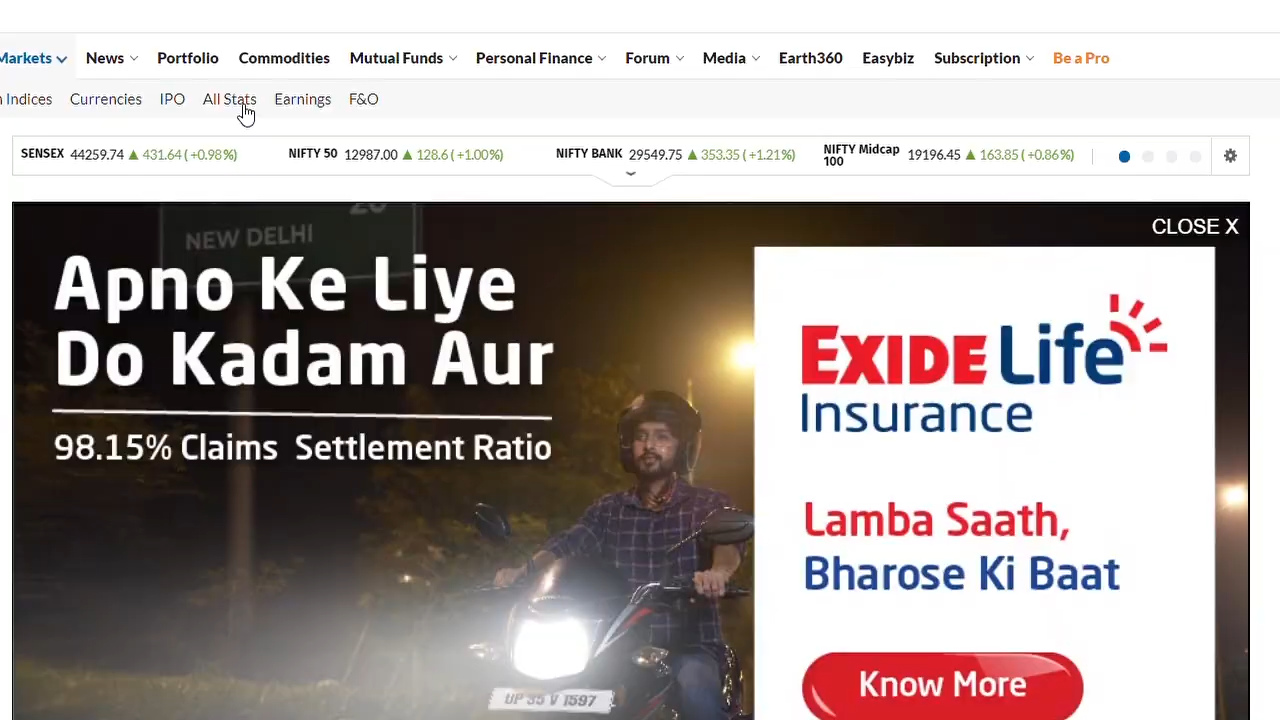 Markets News Portfolio Commodities Mutual Funds Personal Finance Forum Media Earth360 Easybiz Subscription Be a Pro
Indices Currencies IPO All Stats Earnings F&O
SENSEX 44259.74 ▲ 431.64 ( +0.98%) NIFTY 50 12987.00 ▲ 128.6 ( +1.00%) NIFTY BANK 29549.75 ▲ 353.35 ( +1.21%) NIFTY Midcap 100 19196.45 ▲ 163.85 ( +0.86%)
CLOSE X
NEW DELHI
Apno Ke Liye
Do Kadam Aur
98.15% Claims Settlement Ratio
EXIDE Life
Insurance
Lamba Saath,
Bharose Ki Baat
Know More
UP 35 V 1597